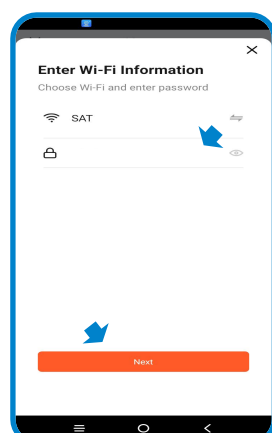 Enter Wi-Fi Information
Choose Wi-Fi and enter password
SAT
Next